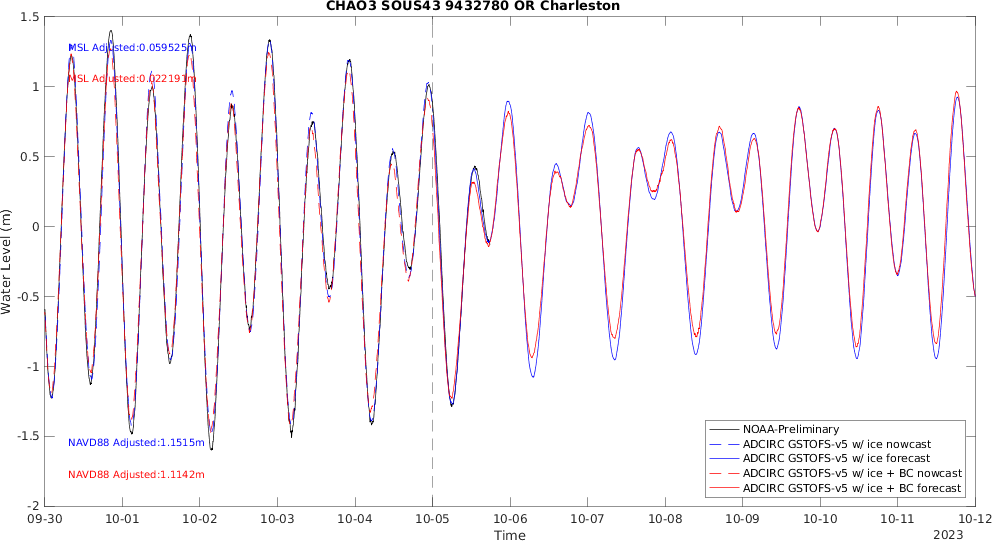 CHAO3 SOUS43 9432780 OR Charleston
1.5
1
0.5
0
-0.5
-1
-1.5
-2
Water Level (m)
MSL Adjusted:0.059525m
MSL Adjusted:0.022191m
NAVD88 Adjusted:1.1515m
NAVD88 Adjusted:1.1142m
NOAA-Preliminary
ADCIRC GSTOFS-v5 w/ ice nowcast
ADCIRC GSTOFS-v5 w/ ice forecast
ADCIRC GSTOFS-v5 w/ ice + BC nowcast
ADCIRC GSTOFS-v5 w/ ice + BC forecast
09-30 10-01 10-02 10-03 10-04 10-05 10-06 10-07 10-08 10-09 10-10 10-11 10-12
Time
2023